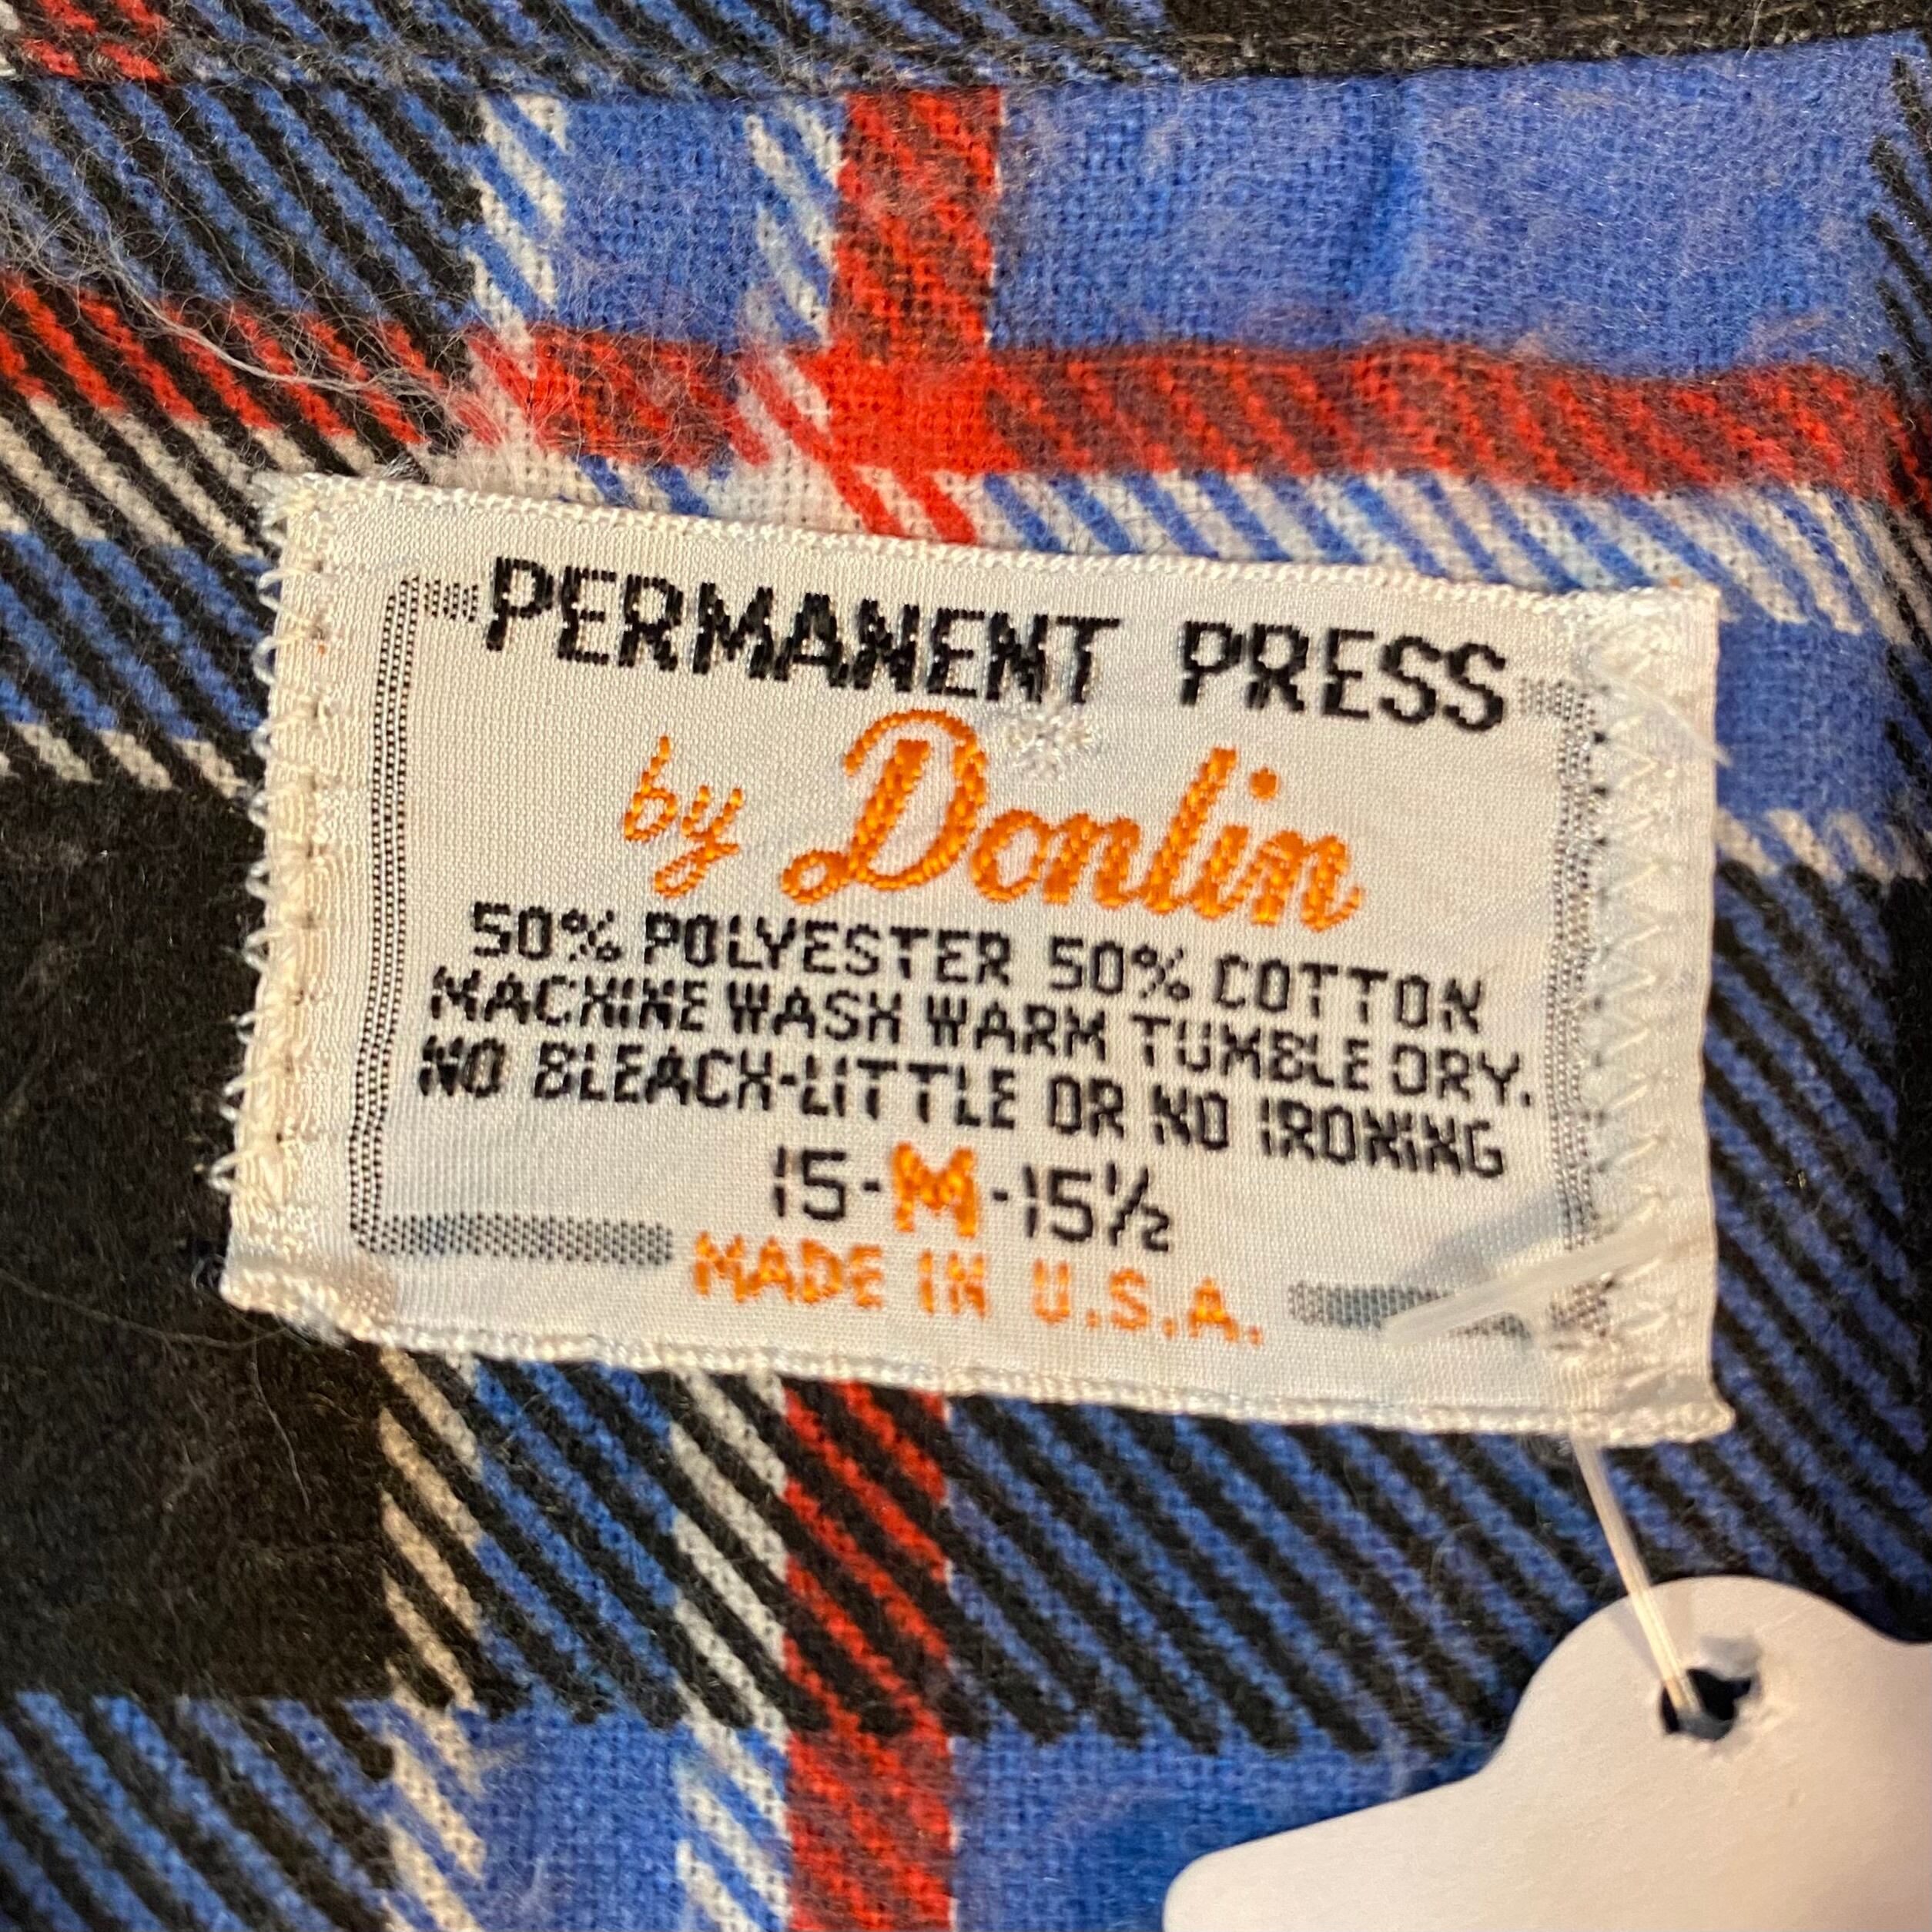 PERMANENT PRESS
by Donlin
50% POLYESTER 50% COTTON
MACHINE WASH WARM TUMBLE DRY.
NO BLEACH-LITTLE OR NO IRONING
15-M-15½
MADE IN U.S.A.